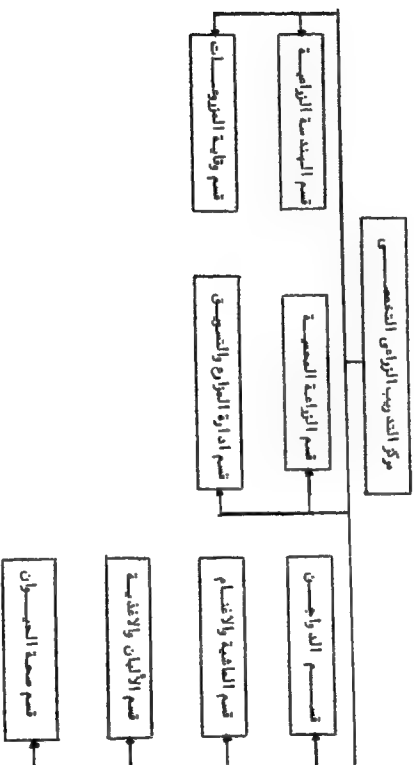 مركز التدريب الزراعي التخصصي
قسم الهندسة الزراعية
قسم وقاية المزروعات
قسم الزراعة المحمية
قسم ادارة المزارع والتسويق
قسم الدواجن
قسم الماشية والاغنام
قسم الألبان والاغذية
قسم صحة الحيوان